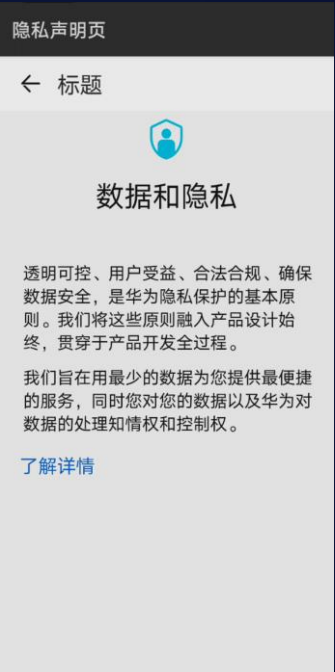 隐私声明页
标题
数据和隐私
透明可控、用户受益、合法合规、确保
数据安全，是华为隐私保护的基本原
则。我们将这些原则融入产品设计始
终，贯穿于产品开发全过程。
我们旨在用最少的数据为您提供最便捷
的服务，同时您对您的数据以及华为对
数据的处理知情权和控制权。
了解详情